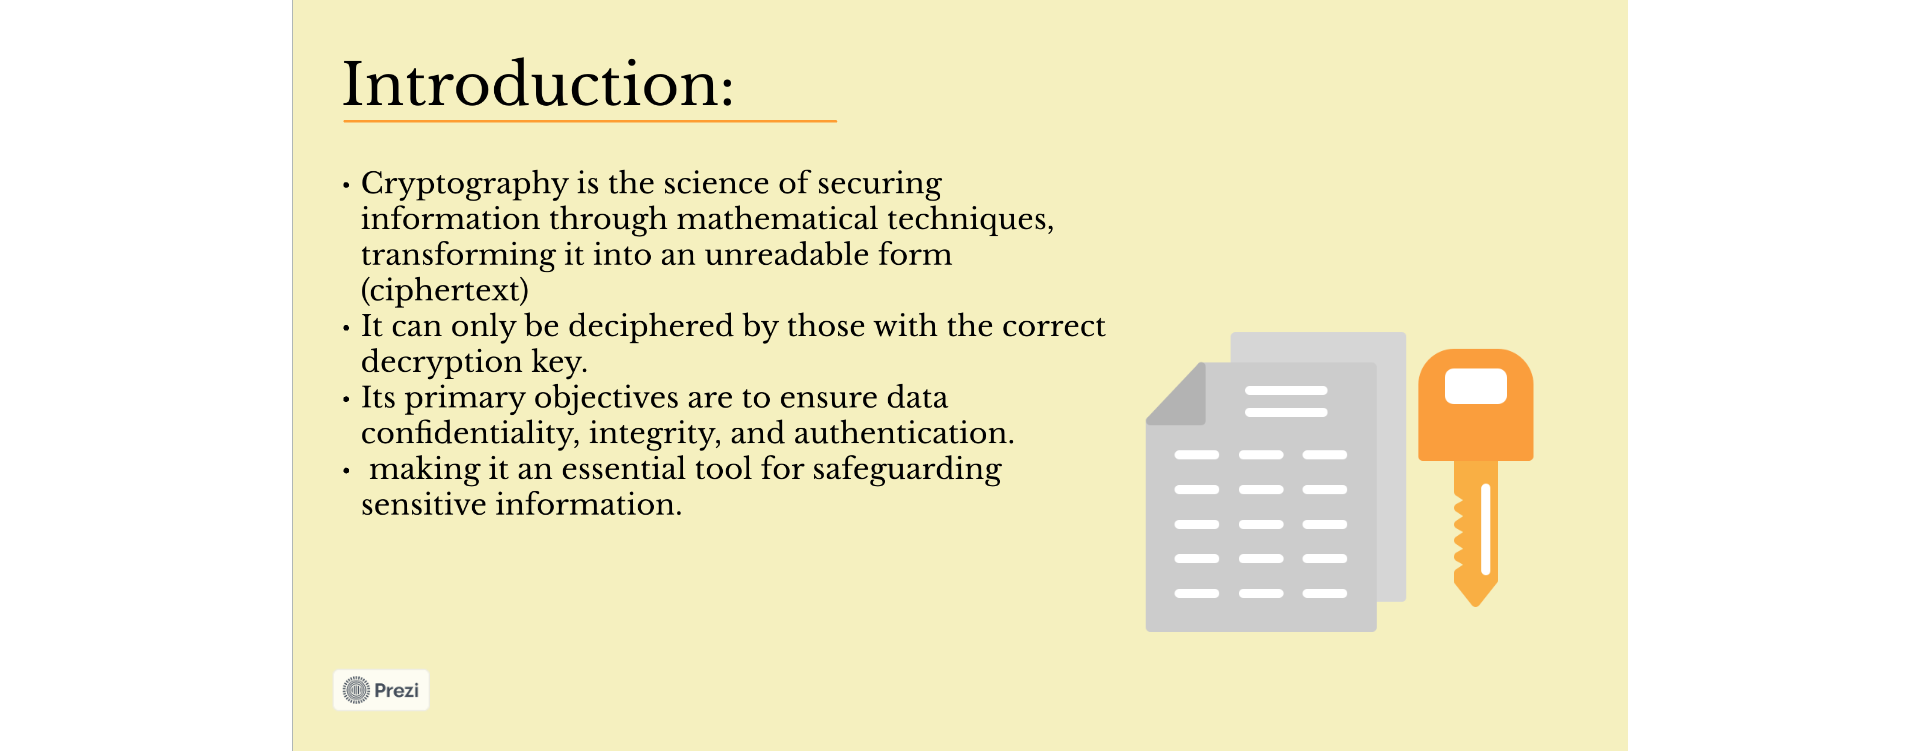 Introduction:
• Cryptography is the science of securing
information through mathematical techniques,
transforming it into an unreadable form
(ciphertext)
• It can only be deciphered by those with the correct
decryption key.
• Its primary objectives are to ensure data
confidentiality, integrity, and authentication.
• making it an essential tool for safeguarding
sensitive information.
Prezi